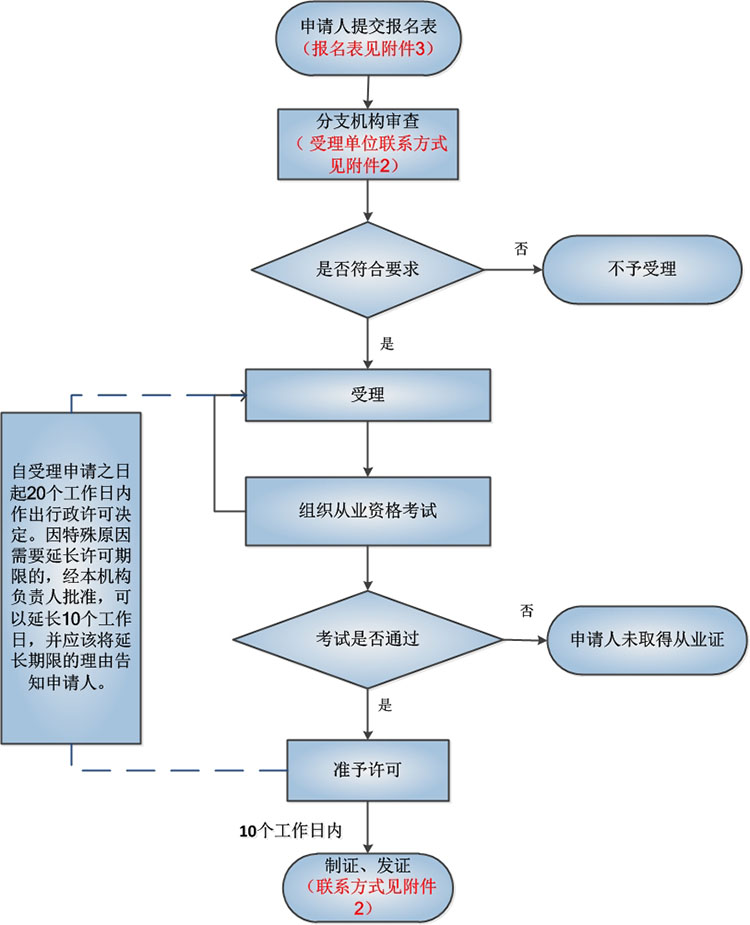 申请人提交报名表
（报名表见附件3）
分支机构审查
（ 受理单位联系方式
见附件2）
是否符合要求
否
不予受理
是
受理
自受理申请之日
起20个工作日内
作出行政许可决
定。因特殊原因
需要延长许可期
限的，经本机构
负责人批准，可
以延长10个工作
日，并应该将延
长期限的理由告
知申请人。
组织从业资格考试
考试是否通过
否
申请人未取得从业证
是
准予许可
10个工作日内
制证、发证
（联系方式见附件
2）